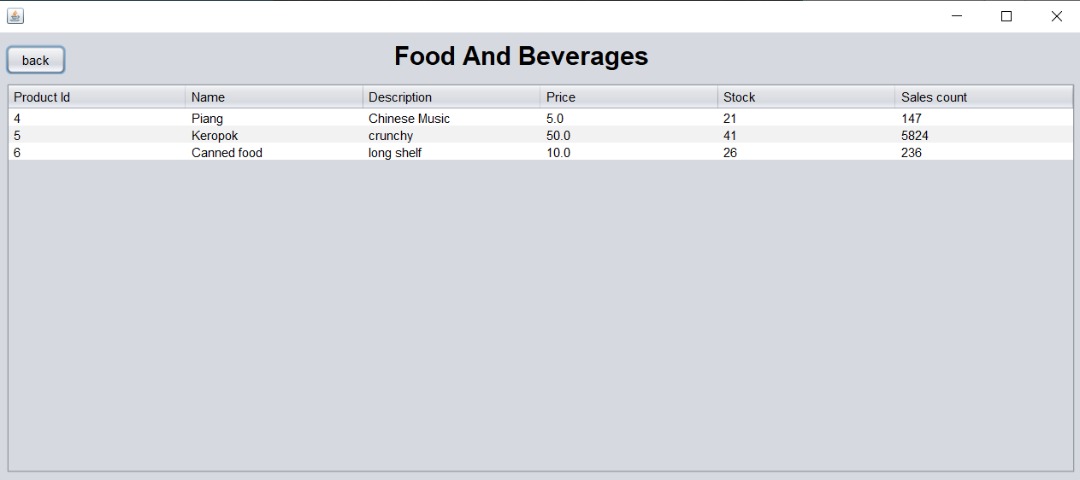 back
Food And Beverages
Product Id Name Description Price Stock Sales count
4 Piang Chinese Music 5.0 21 147
5 Keropok crunchy 50.0 41 5824
6 Canned food long shelf 10.0 26 236